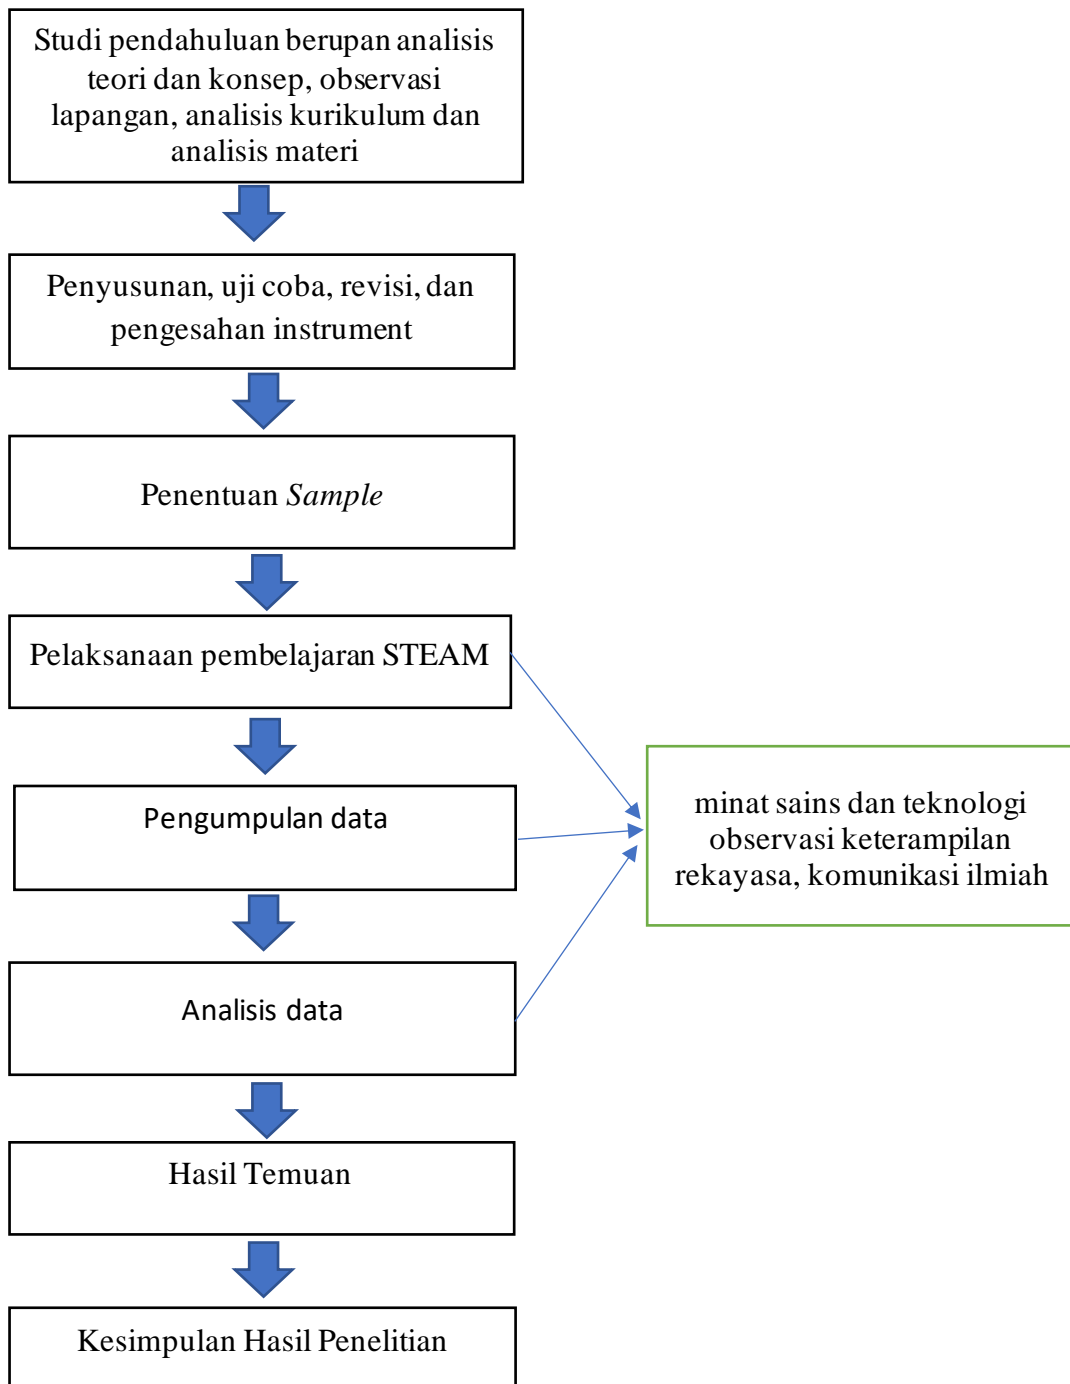 Studi pendahuluan berupan analisis
teori dan konsep, observasi
lapangan, analisis kurikulum dan
analisis materi
Penyusunan, uji coba, revisi, dan
pengesahan instrument
Penentuan Sample
Pelaksanaan pembelajaran STEAM
Pengumpulan data
minat sains dan teknologi
observasi keterampilan
rekayasa, komunikasi ilmiah
Analisis data
Hasil Temuan
Kesimpulan Hasil Penelitian